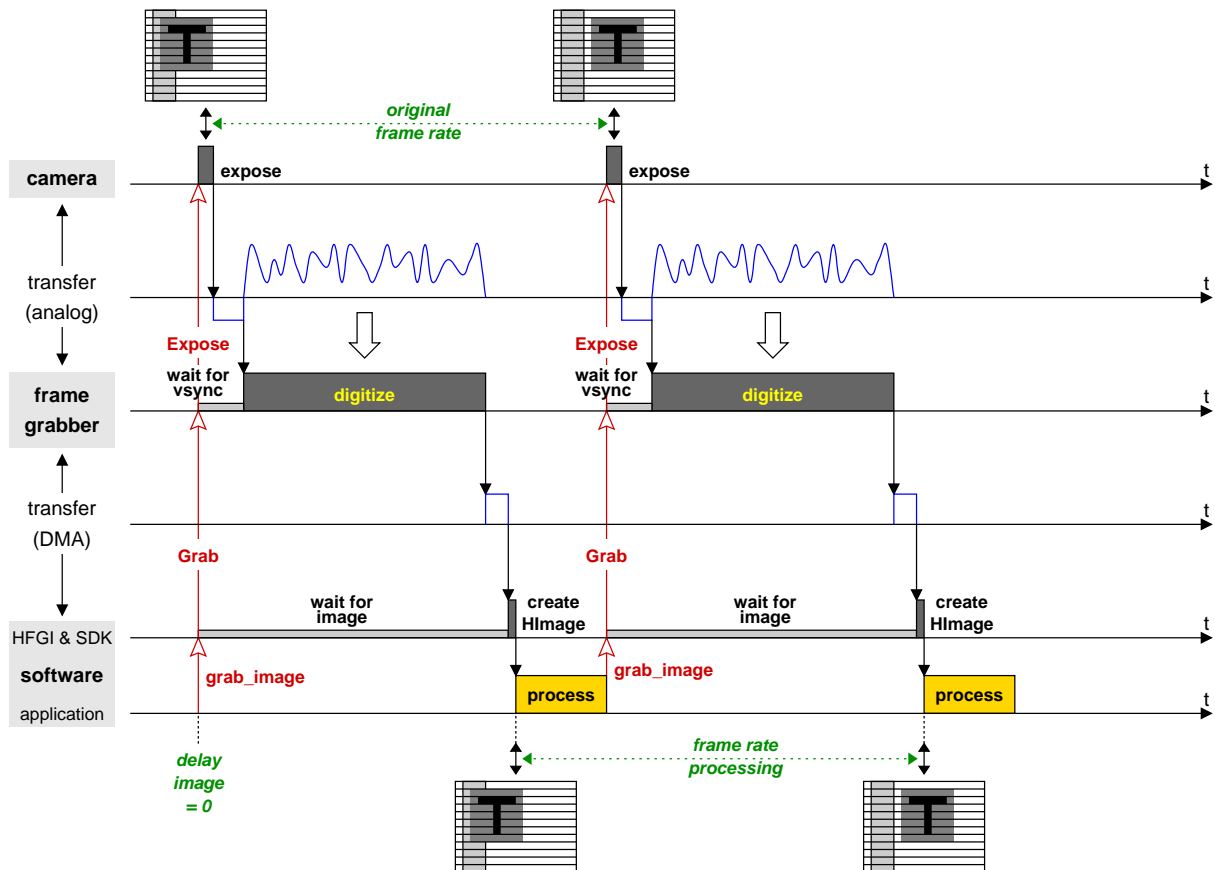 T
T
original
frame rate
expose
expose
t
camera
transfer
(analog)
t
Expose
Expose
wait for
vsync
wait for
vsync
digitize
digitize
frame
grabber
t
transfer
(DMA)
t
Grab
Grab
wait for
image
create
HImage
wait for
image
create
HImage
t
HFGI & SDK
software
application
grab_image
grab_image
process
process
t
delay
image
= 0
frame rate
processing
T
T